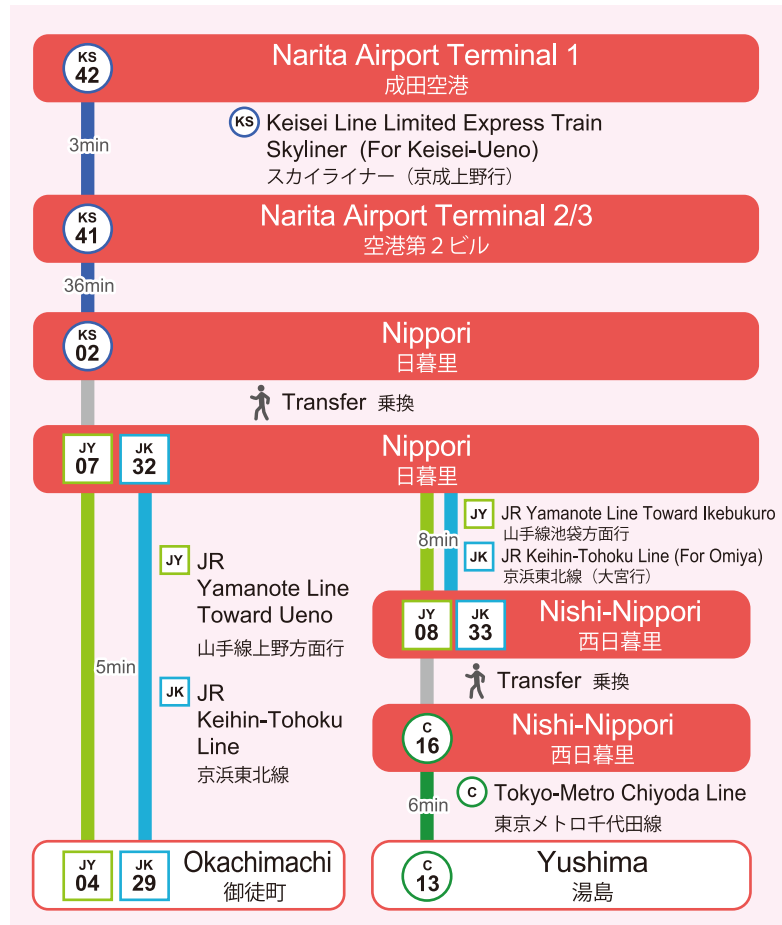 KS
42
Narita Airport Terminal 1
成田空港
3min
KS
Keisei Line Limited Express Train
Skyliner (For Keisei-Ueno)
スカイライナー（京成上野行）
KS
41
Narita Airport Terminal 2/3
空港第２ビル
36min
KS
02
Nippori
日暮里
Transfer 乗換
JY
07
JK
32
Nippori
日暮里
JY
JR
Yamanote Line
Toward Ueno
山手線上野方面行
5min
JK
JR
Keihin-Tohoku
Line
京浜東北線
JY
04
JK
29
Okachimachi
御徒町
8min
JY
JR Yamanote Line Toward Ikebukuro
山手線池袋方面行
JK
JR Keihin-Tohoku Line (For Omiya)
京浜東北線（大宮行）
JY
08
JK
33
Nishi-Nippori
西日暮里
Transfer 乗換
C
16
Nishi-Nippori
西日暮里
6min
C
Tokyo-Metro Chiyoda Line
東京メトロ千代田線
C
13
Yushima
湯島